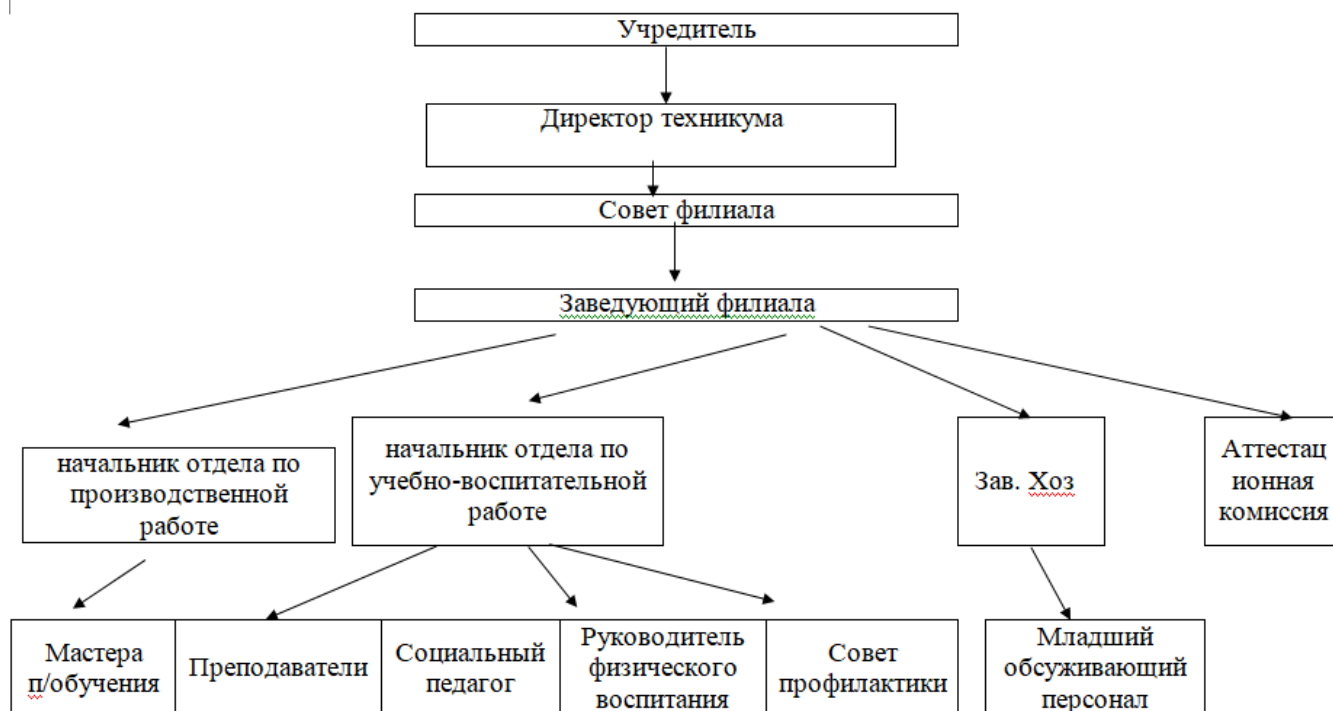 Учредитель
Директор техникума
Совет филиала
Заведующий филиала
начальник отдела по
производственной
работе
начальник отдела по
учебно-воспитательной
работе
Зав. Хоз
Аттестац
ионная
комиссия
Мастера
п/обучения
Преподаватели
Социальный
педагог
Руководитель
физического
воспитания
Совет
профилактики
Младший
обсуживающий
персонал